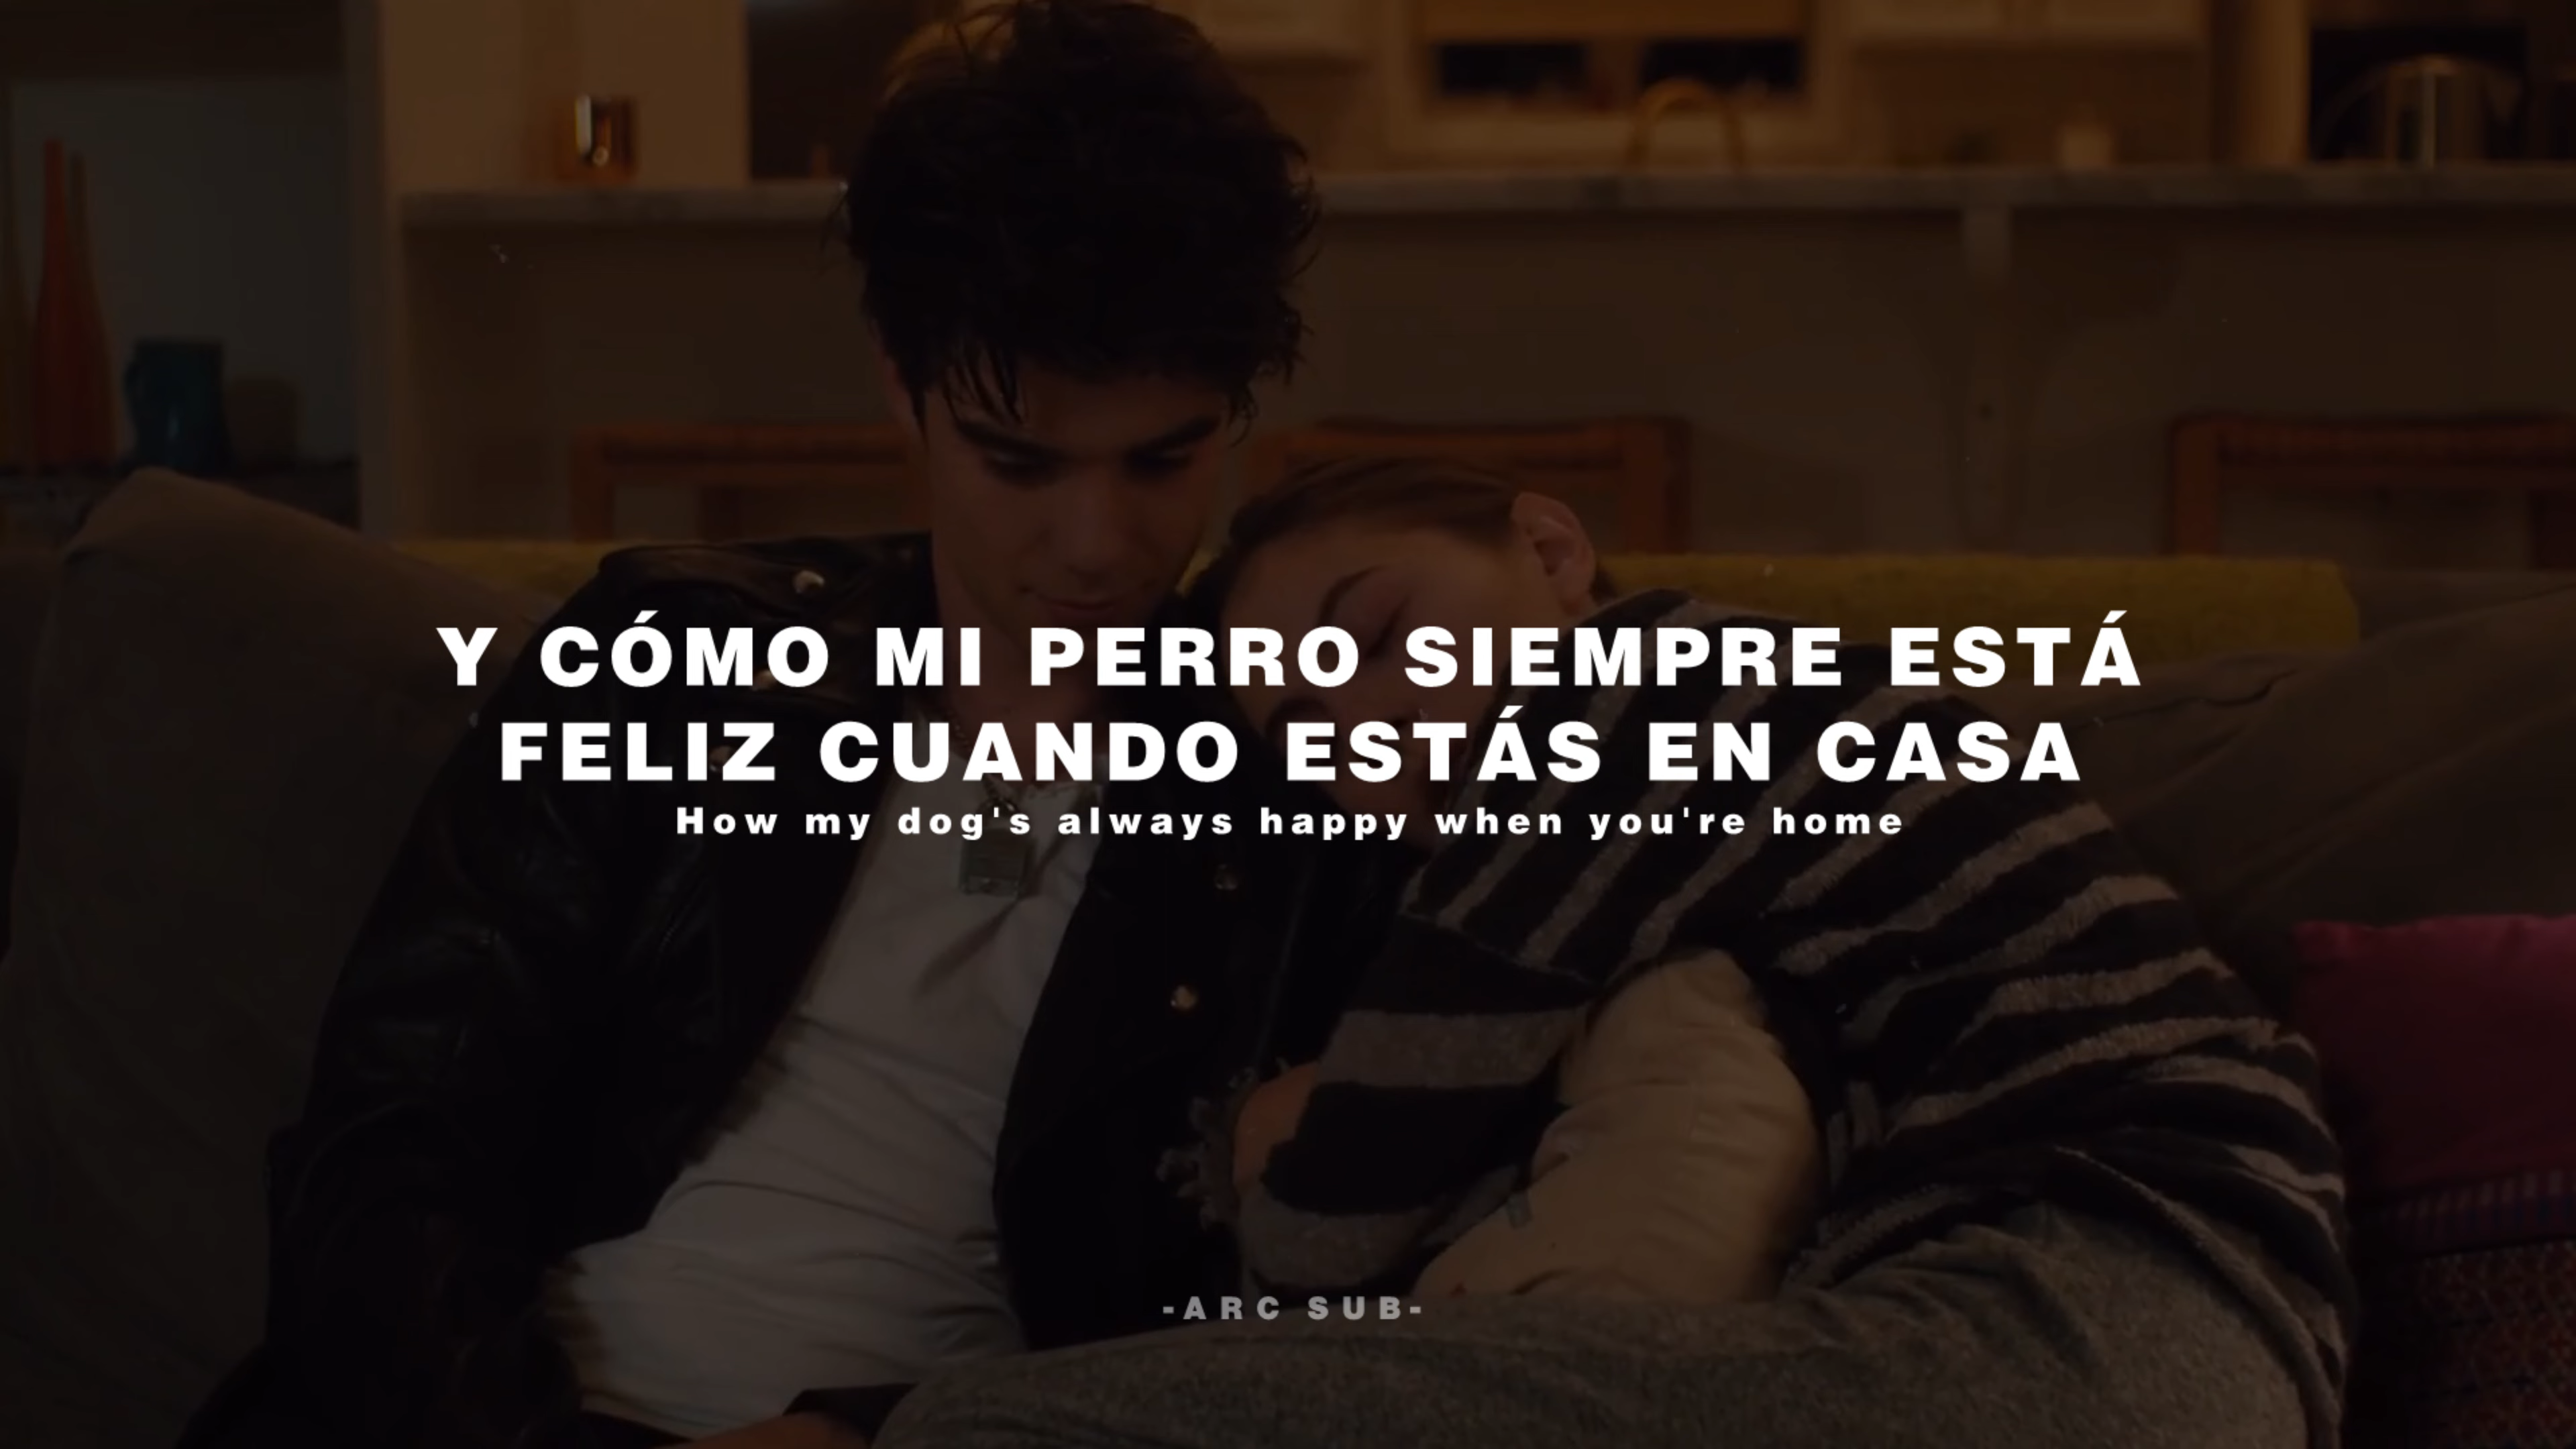 Y CÓMO MI PERRO SIEMPRE ESTÁ
FELIZ CUANDO ESTÁS EN CASA
How my dog's always happy when you're home
-ARC SUB-